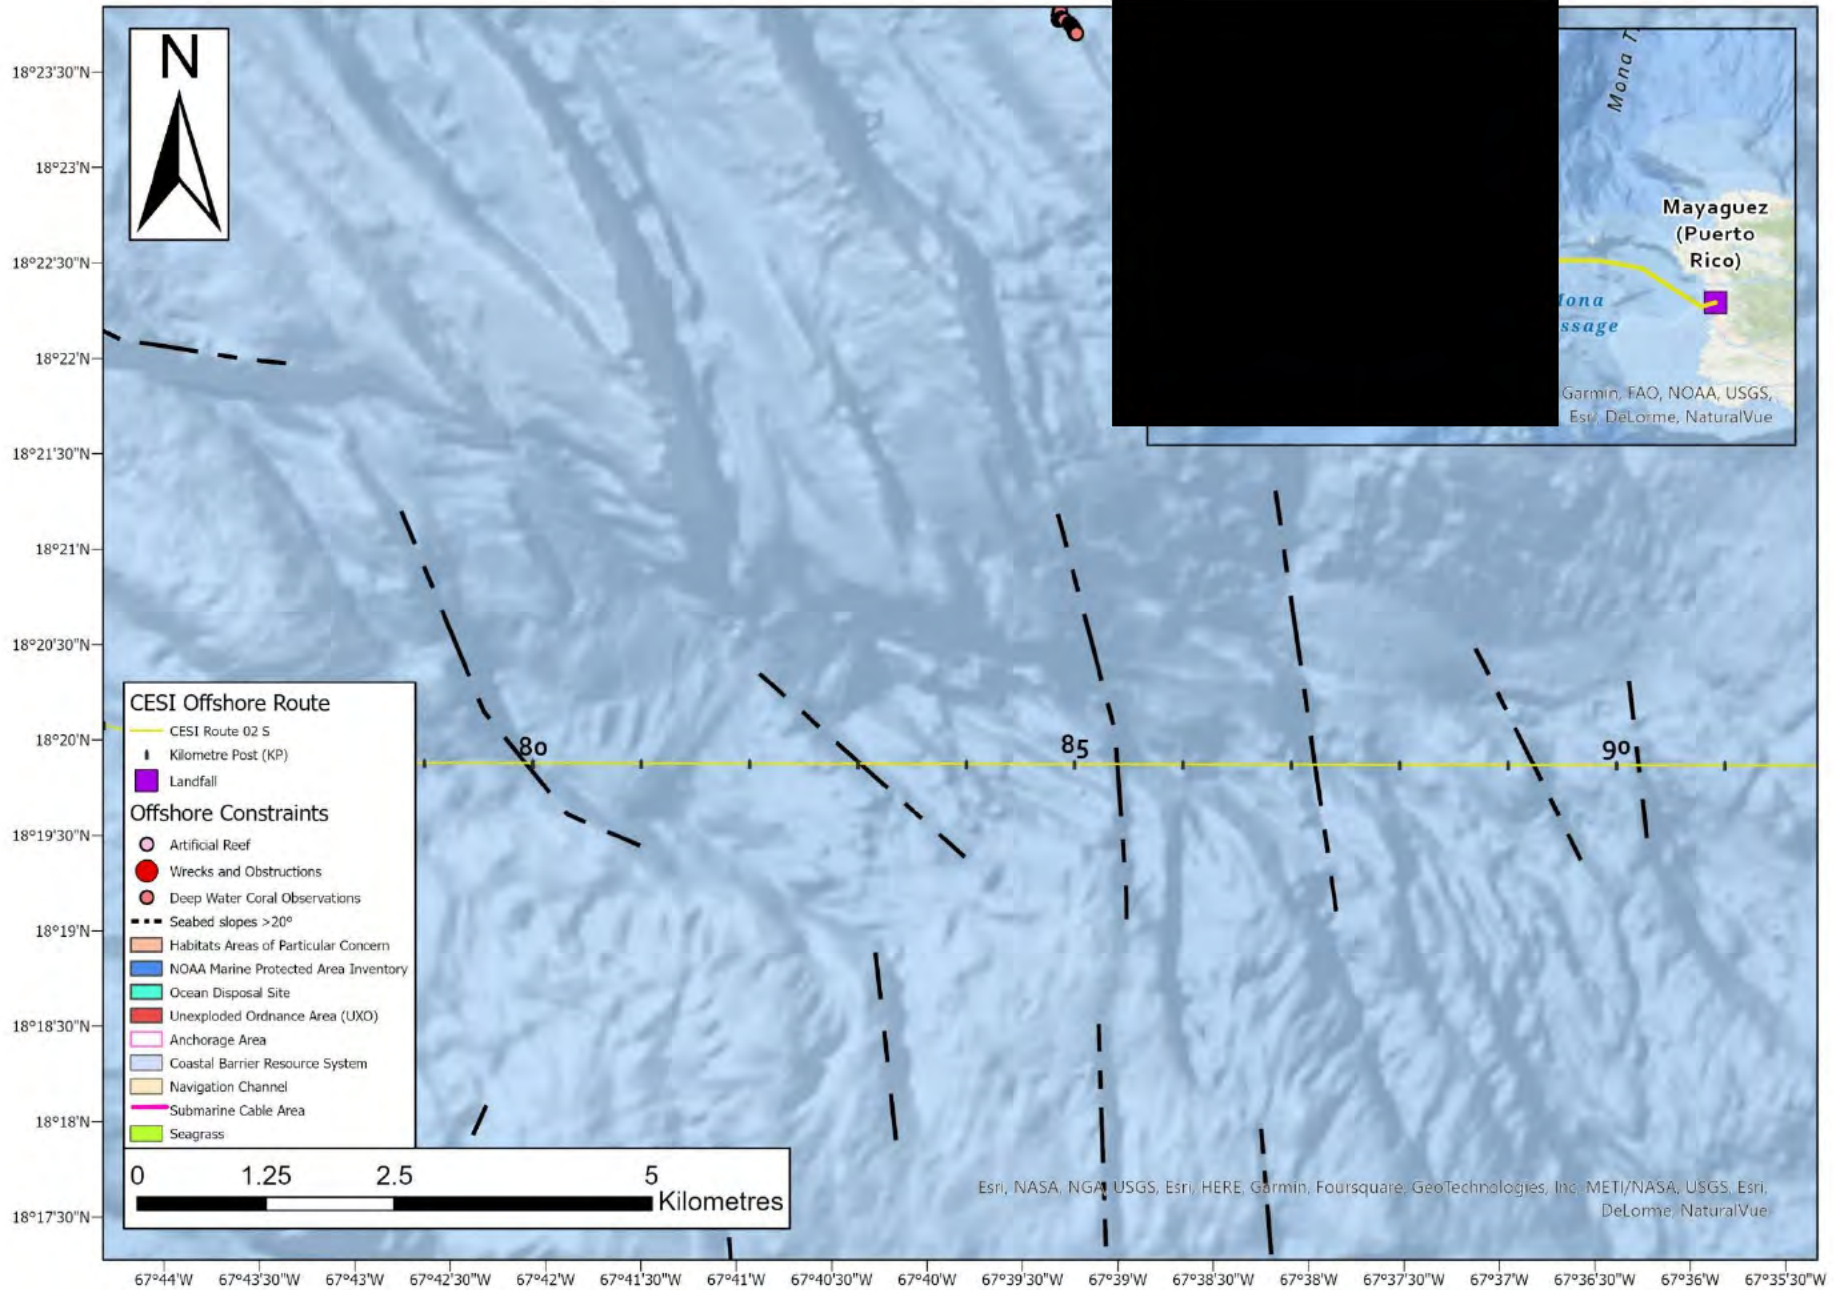 N
Mona T
Mayaguez
(Puerto
Rico)
ssage
Garmin, FAO, NOAA, USGS,
Esri, DeLorme, NaturalVue
18°23'30"N
18°23'N
18°22'30"N
18°22'N
18°21'30"N
18°21'N
18°20'30"N
18°20'N
18°19'30"N
18°19'N
18°18'30"N
18°18'N
18°17'30"N
80
85
90
CESI Offshore Route
CESI Route 02 S
Kilometre Post (KP)
Landfall
Offshore Constraints
Artificial Reef
Wrecks and Obstructions
Deep Water Coral Observations
Seabed slopes >20°
Habitats Areas of Particular Concern
NOAA Marine Protected Area Inventory
Ocean Disposal Site
Unexploded Ordnance Area (UXO)
Anchorage Area
Coastal Barrier Resource System
Navigation Channel
Submarine Cable Area
Seagrass
0 1.25 2.5 5
Kilometres
Esri, NASA, NGA, USGS, Esri, HERE, Garmin, Foursquare, GeoTechnologies, Inc, METI/NASA, USGS, Esri,
DeLorme, NaturalVue
67°44'W 67°43'30"W 67°43'W 67°42'30"W 67°42'W 67°41'30"W 67°41'W 67°40'30"W 67°40'W 67°39'30"W 67°39'W 67°38'30"W 67°38'W 67°37'30"W 67°37'W 67°36'30"W 67°36'W 67°35'30"W